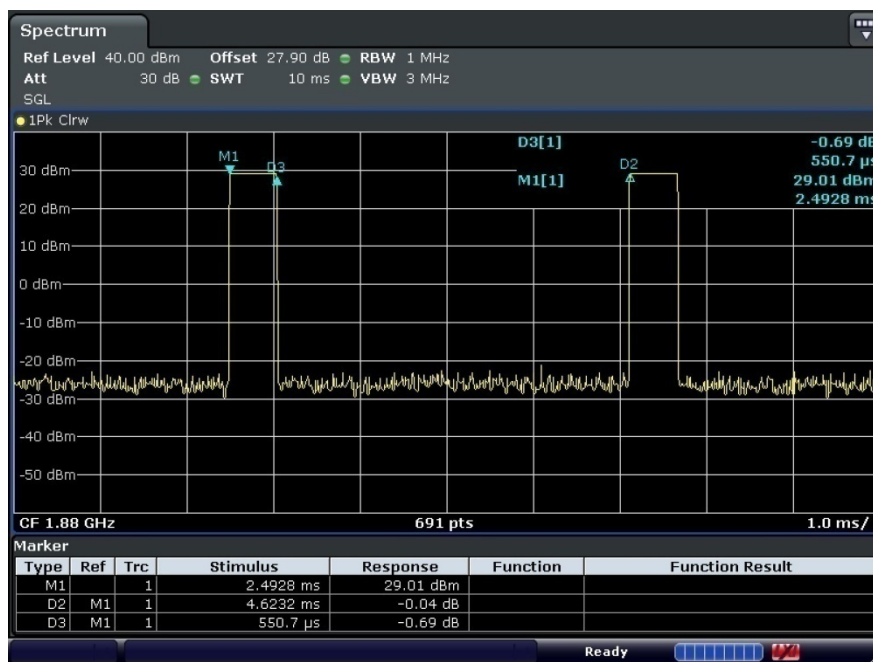 Spectrum
Ref Level 40.00 dBm Offset 27.90 dB RBW 1 MHz
Att 30 dB SWT 10 ms VBW 3 MHz
SGL
1Pk Clrw
D3[1] -0.69 dB
550.7 µs
M1[1] 29.01 dBm
2.4928 ms
M1
D3
D2
30 dBm
20 dBm
10 dBm
0 dBm
-10 dBm
-20 dBm
-30 dBm
-40 dBm
-50 dBm
CF 1.88 GHz 691 pts 1.0 ms/
Marker
Type Ref Trc Stimulus Response Function Function Result
M1 1 2.4928 ms 29.01 dBm
D2 M1 1 4.6232 ms -0.04 dB
D3 M1 1 550.7 µs -0.69 dB
Ready